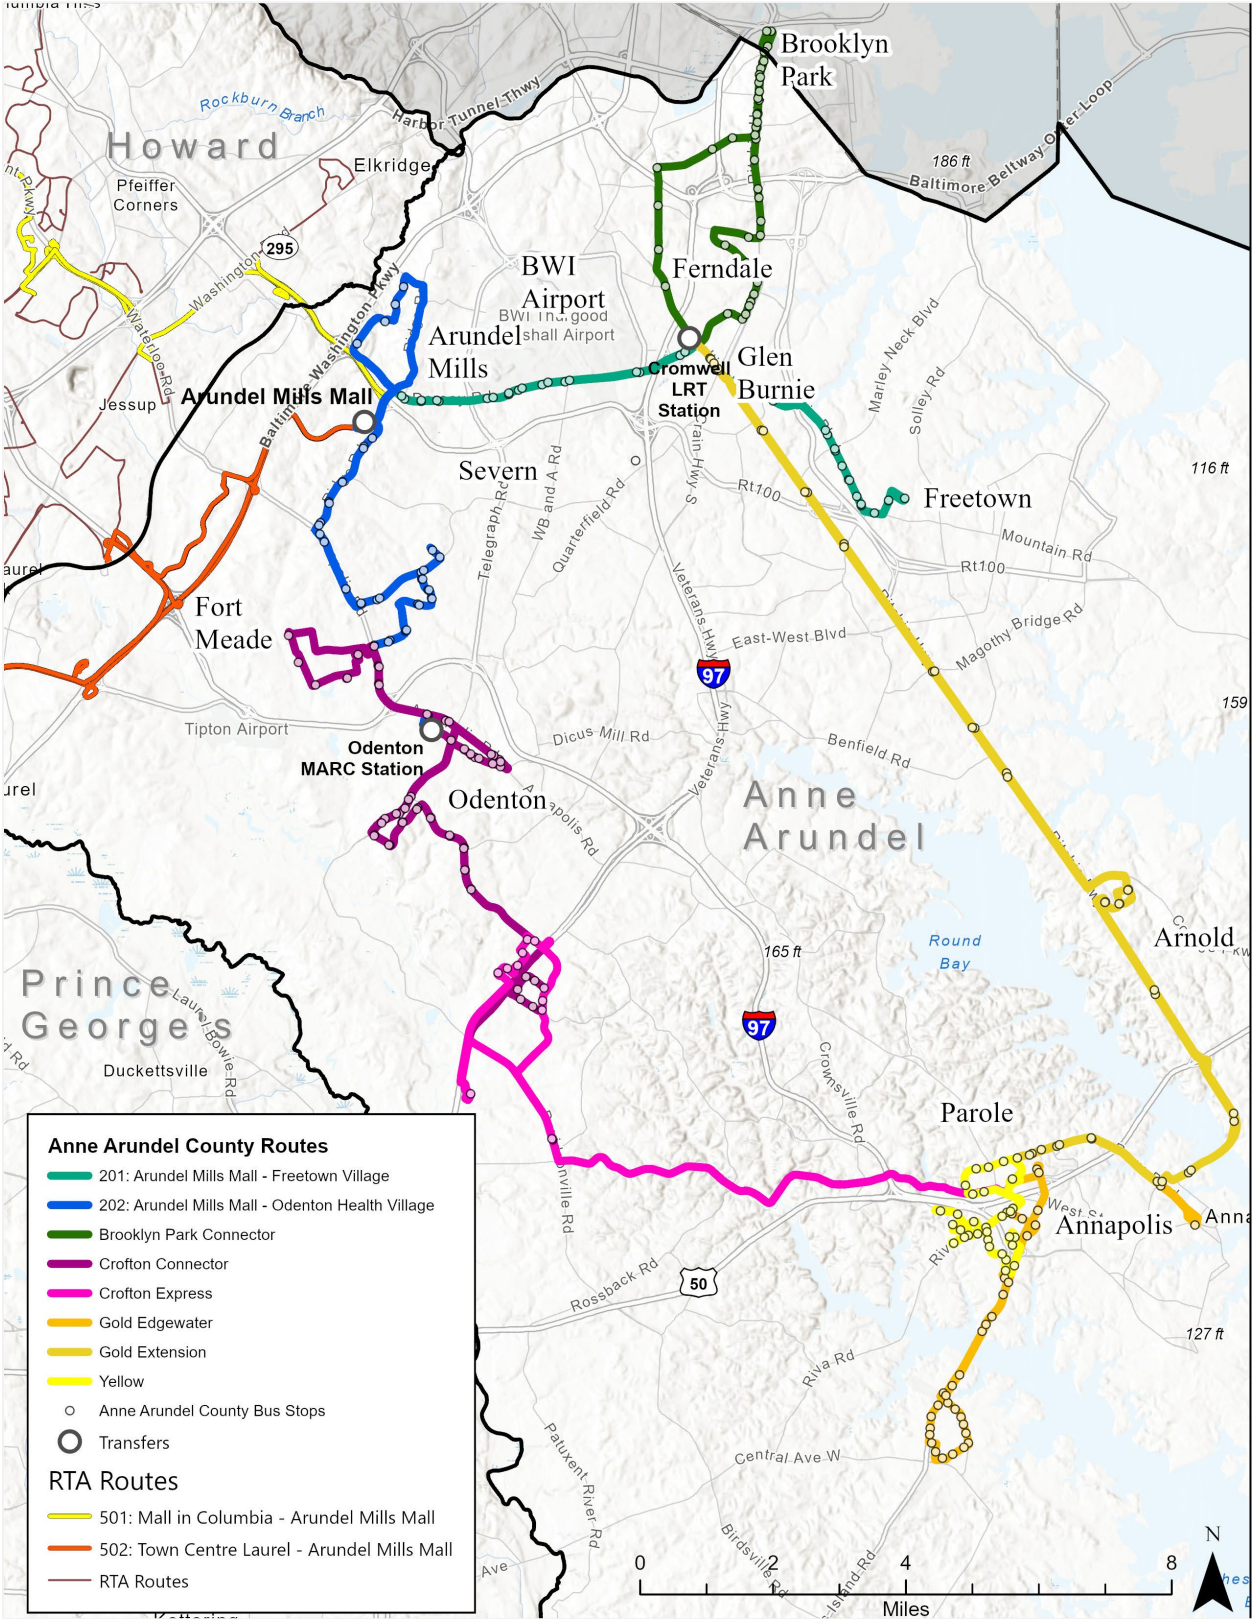 Rockburn Branch
Harbor Tunnel Thwy
Brooklyn
Park
Howard
Elkridge
186 ft
Baltimore Beltway Outer Loop
Pfeiffer
Corners
295
Washington
Waterloo Rd
Baltimore Washington Pkwy
BWI
Airport
Ferndale
Arundel
Mills
Glen
Burnie
Cromwell
LRT
Station
Marley Neck Blvd
Solley Rd
Jessup
Arundel Mills Mall
116 ft
Severn
WB and A Rd
Telegraph Rd
Quarterfield Rd
Rt100
Freetown
Mountain Rd
Rt100
Fort
Meade
Veterans Hwy
East-West Blvd
Magothy Bridge Rd
97
159
Tipton Airport
Dicus Mill Rd
Veterans Hwy
Benfield Rd
Odenton
MARC Station
Odenton
Anne
Arundel
Round
Bay
Arnold
165 ft
Prince
George's
Laurel Bowie Rd
97
Duckettsville
Crownsville Rd
Parole
West St
Annapolis
Rossback Rd
50
127 ft
Riva Rd
Central Ave W
Patuxent River Rd
Birdsville Rd
Anne Arundel County Routes
201: Arundel Mills Mall - Freetown Village
202: Arundel Mills Mall - Odenton Health Village
Brooklyn Park Connector
Crofton Connector
Crofton Express
Gold Edgewater
Gold Extension
Yellow
Anne Arundel County Bus Stops
Transfers
RTA Routes
501: Mall in Columbia - Arundel Mills Mall
502: Town Centre Laurel - Arundel Mills Mall
RTA Routes
Ave
N
0 2 4 8
Miles